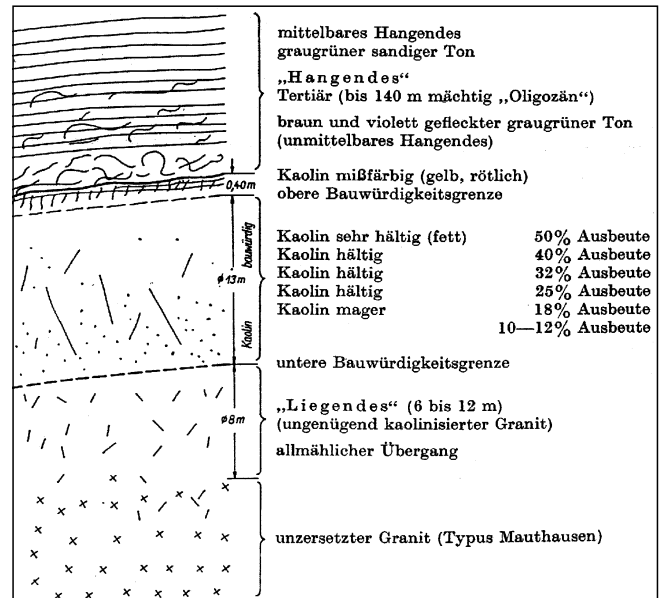 mittelbares Hangendes
graugrüner sandiger Ton
„Hangendes“
Tertiär (bis 140 m mächtig „Oligozän“)
braun und violett gefleckter graugrüner Ton
(unmittelbares Hangendes)
0,40m
Kaolin mißfärbig (gelb, rötlich)
obere Bauwürdigkeitsgrenze
bauwürdig
ø 13m
Kaolin
Kaolin sehr hältig (fett) 50% Ausbeute
Kaolin hältig 40% Ausbeute
Kaolin hältig 32% Ausbeute
Kaolin hältig 25% Ausbeute
Kaolin mager 18% Ausbeute
10—12% Ausbeute
untere Bauwürdigkeitsgrenze
ø8m
„Liegendes“ (6 bis 12 m)
(ungenügend kaolinisierter Granit)
allmählicher Übergang
unzersetzter Granit (Typus Mauthausen)